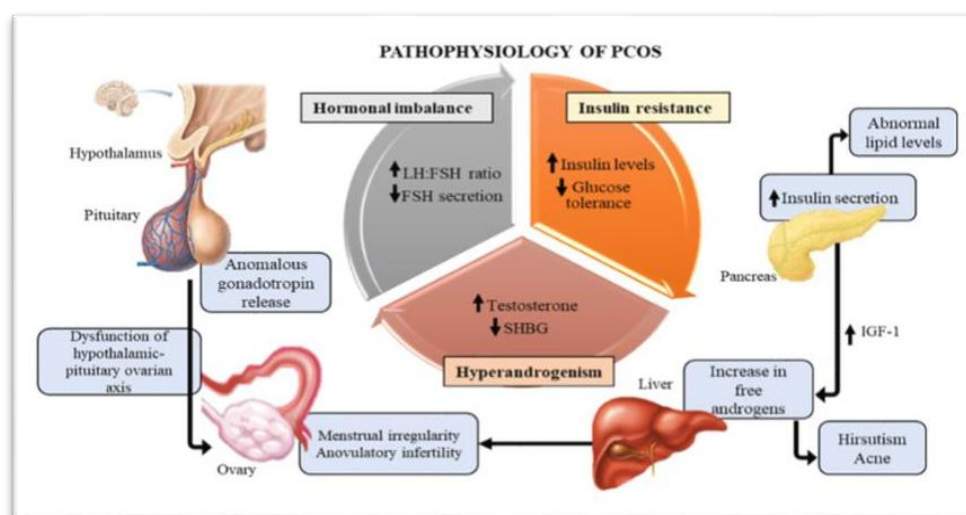 PATHOPHYSIOLOGY OF PCOS
Hormonal imbalance
↑LH:FSH ratio
↓FSH secretion
Insulin resistance
↑Insulin levels
↓Glucose
tolerance
↑Testosterone
↓SHBG
Hyperandrogenism
Hypothalamus
Pituitary
Anomalous
gonadotropin
release
Dysfunction of
hypothalamic-
pituitary ovarian
axis
Ovary
Menstrual irregularity
Anovulatory infertility
Abnormal
lipid levels
↑Insulin secretion
Pancreas
↑ IGF-1
Liver
Increase in
free
androgens
Hirsutism
Acne